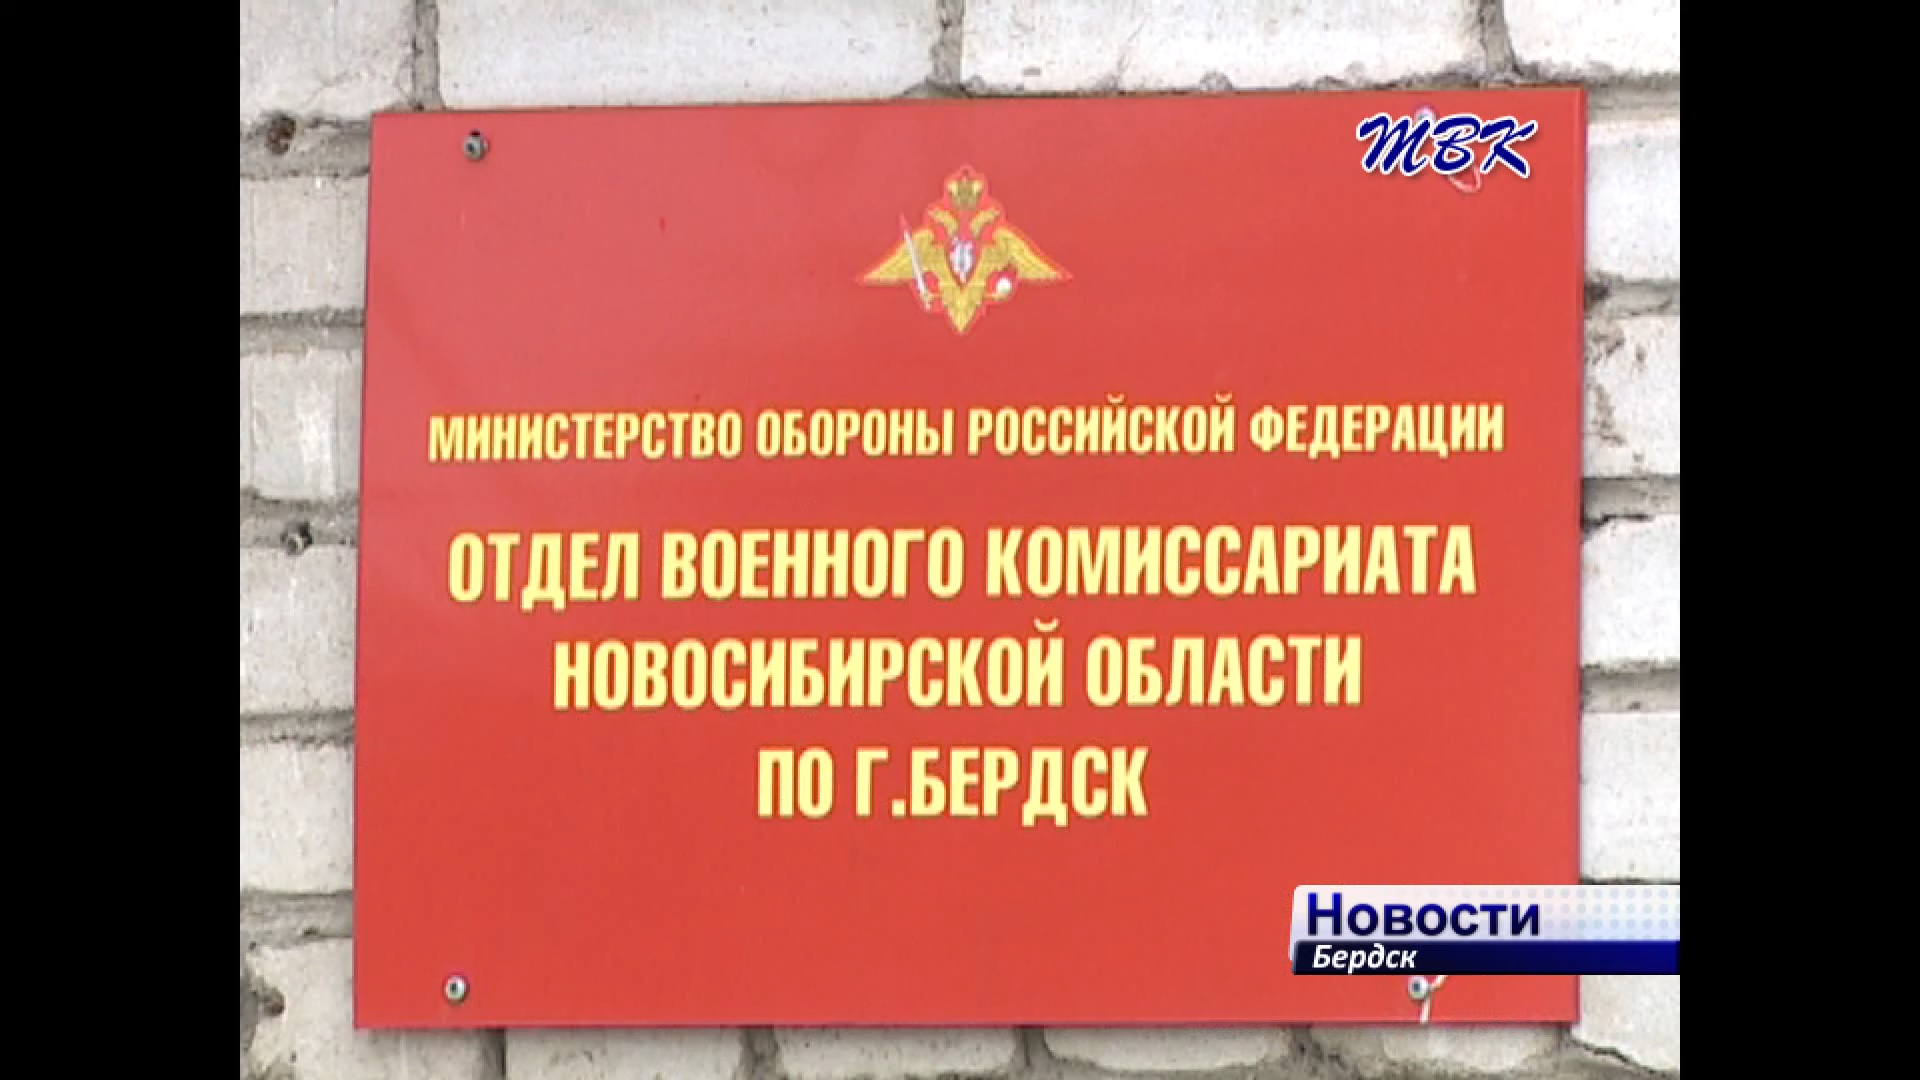 ТВК
МИНИСТЕРСТВО ОБОРОНЫ РОССИЙСКОЙ ФЕДЕРАЦИИ
ОТДЕЛ ВОЕННОГО КОМИССАРИАТА
НОВОСИБИРСКОЙ ОБЛАСТИ
ПО Г.БЕРДСК
Новости
Бердск